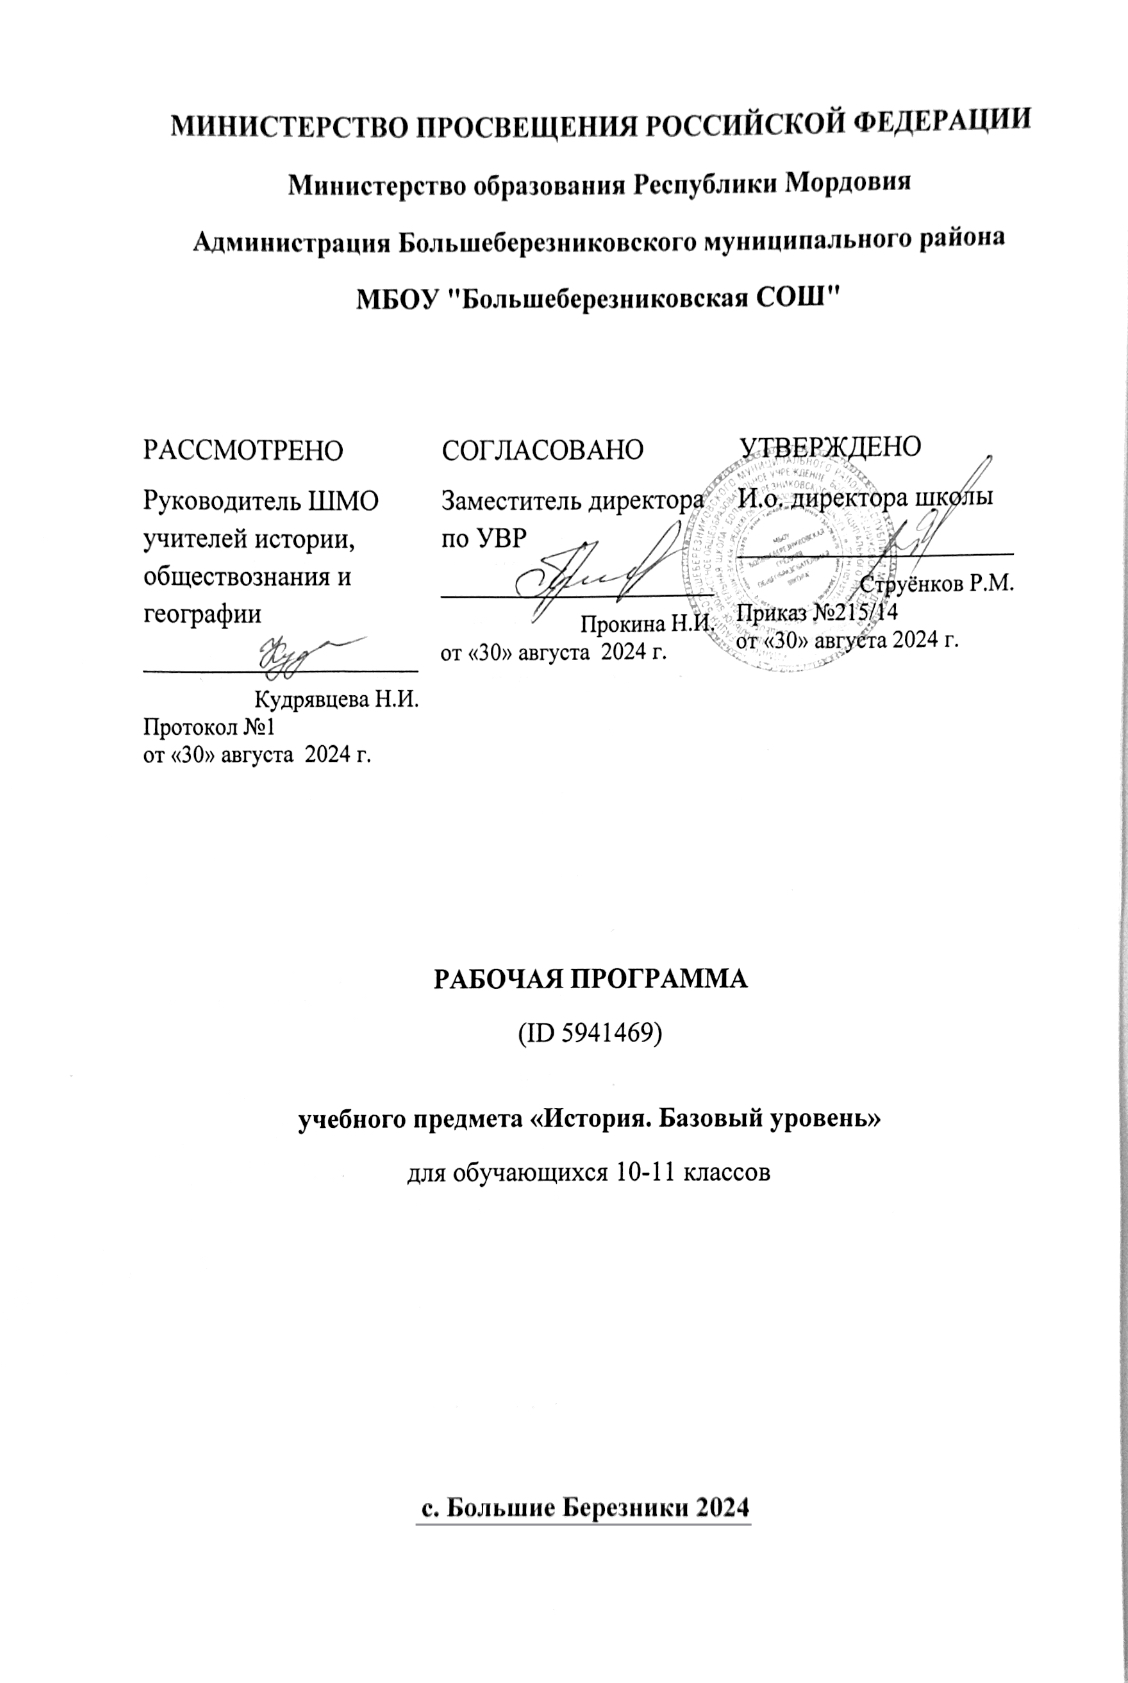 МИНИСТЕРСТВО ПРОСВЕЩЕНИЯ РОССИЙСКОЙ ФЕДЕРАЦИИ
Министерство образования Республики Мордовия
Администрация Большеберезниковского муниципального района
МБОУ "Большеберезниковская СОШ"
РАССМОТРЕНО
Руководитель ШМО
учителей истории,
обществознания и
географии
Кудрявцева Н.И.
Протокол №1
от «30» августа 2024 г.
СОГЛАСОВАНО
Заместитель директора
по УВР
Прокина Н.И.
от «30» августа 2024 г.
УТВЕРЖДЕНО
И.о. директора школы
Струёнков Р.М.
Приказ №215/14
от «30» августа 2024 г.
РАБОЧАЯ ПРОГРАММА
(ID 5941469)
учебного предмета «История. Базовый уровень»
для обучающихся 10-11 классов
с. Большие Березники 2024